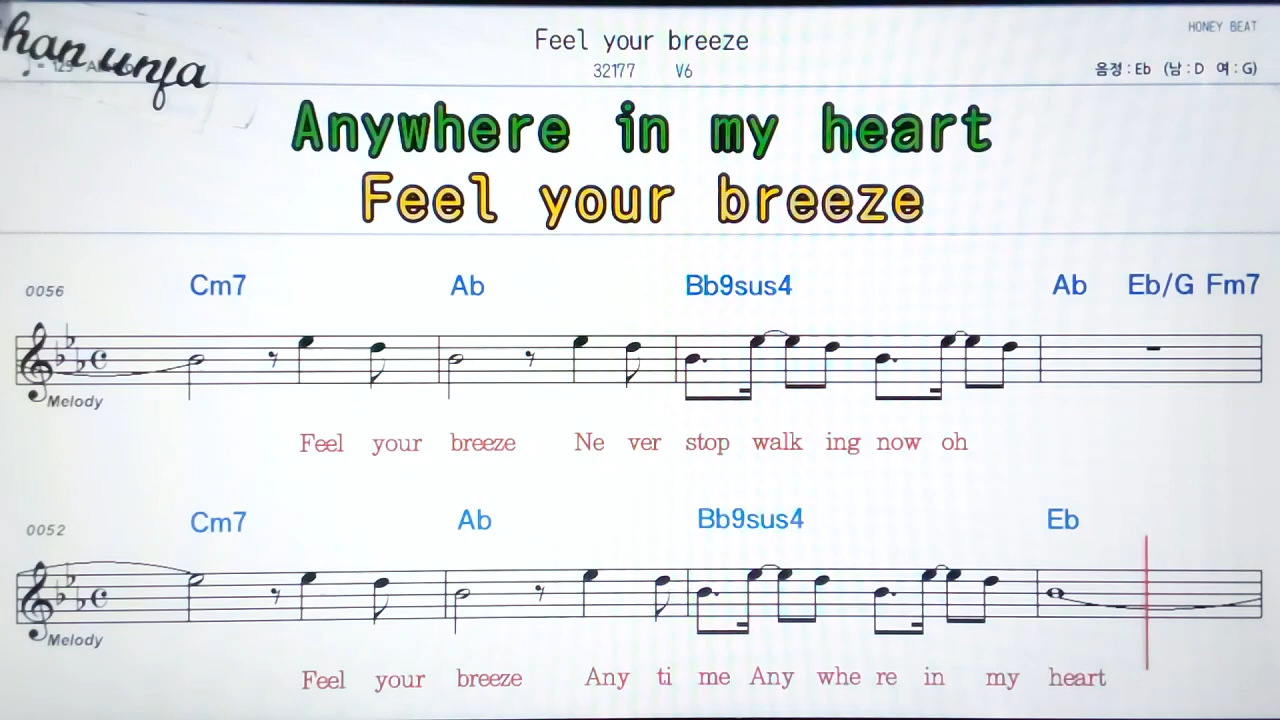 han unfa
Feel your breeze
HONEY BEAT
32177 V6
음정 : Eb (남 : D 여 : G)
Anywhere in my heart
Feel your breeze
0056 Cm7 Ab Bb9sus4 Ab Eb/G Fm7
Melody
Feel your breeze Ne ver stop walk ing now oh
0052 Cm7 Ab Bb9sus4 Eb
Melody
Feel your breeze Any ti me Any whe re in my heart